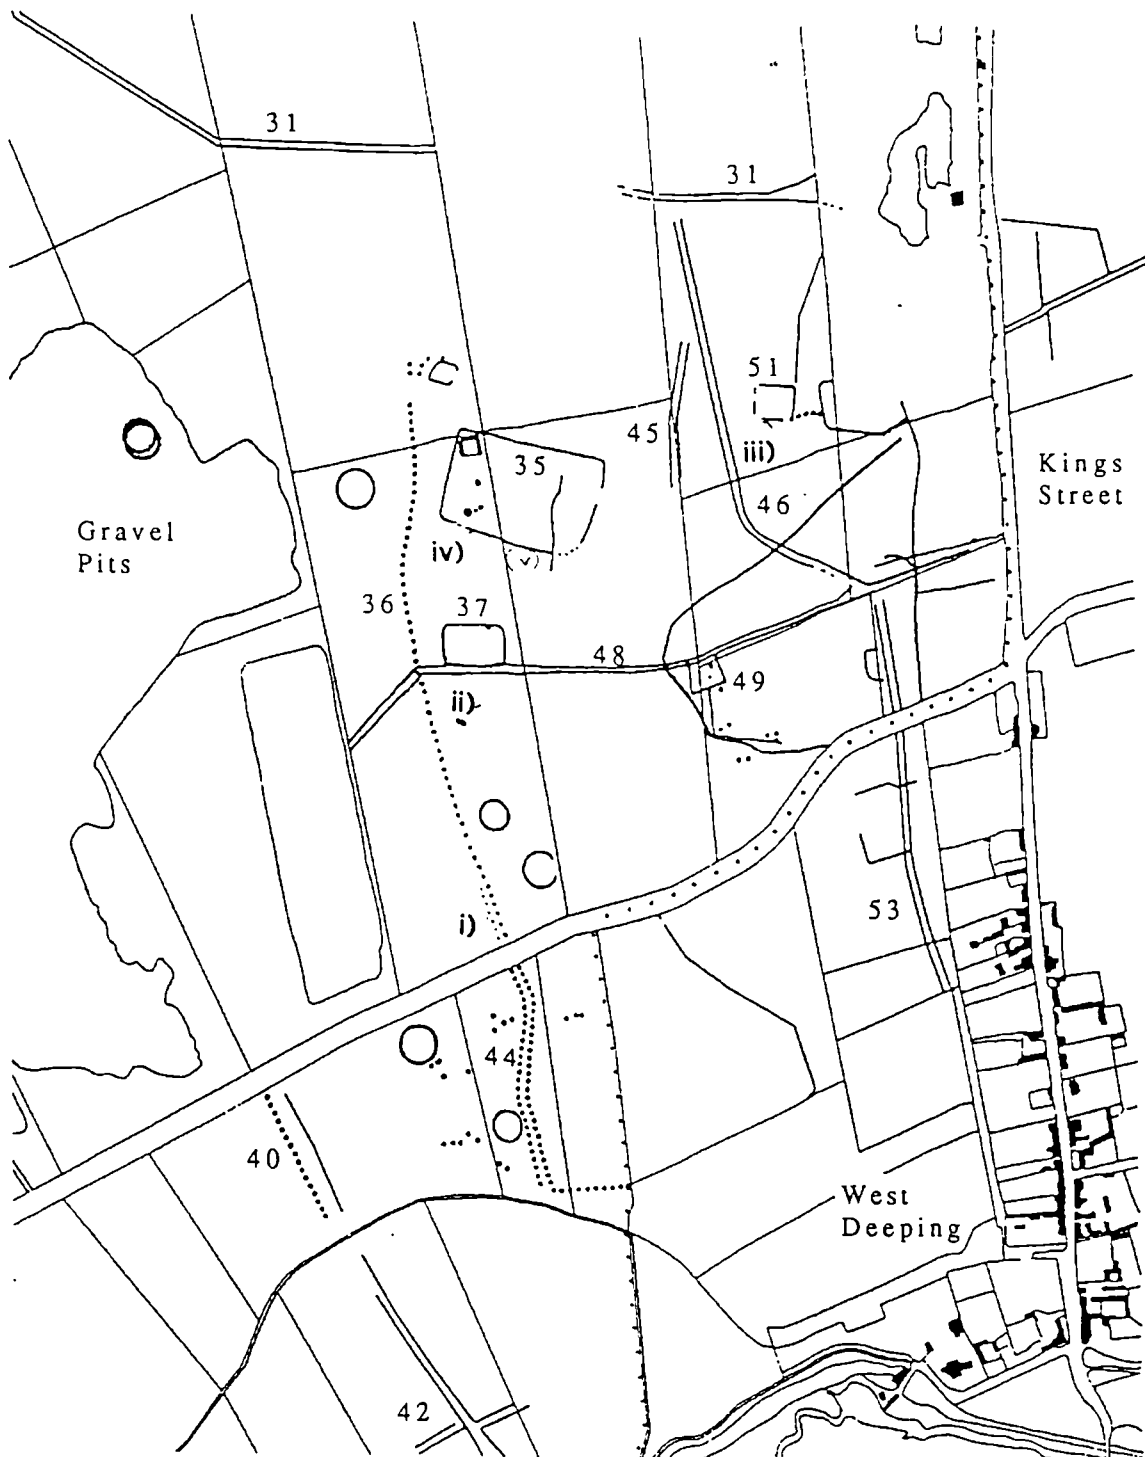 31
31
51
45
iii)
Kings
Street
35
46
Gravel
Pits
iv)
(v)
36
37
48
49
ii)
53
i)
44
40
West
Deeping
42